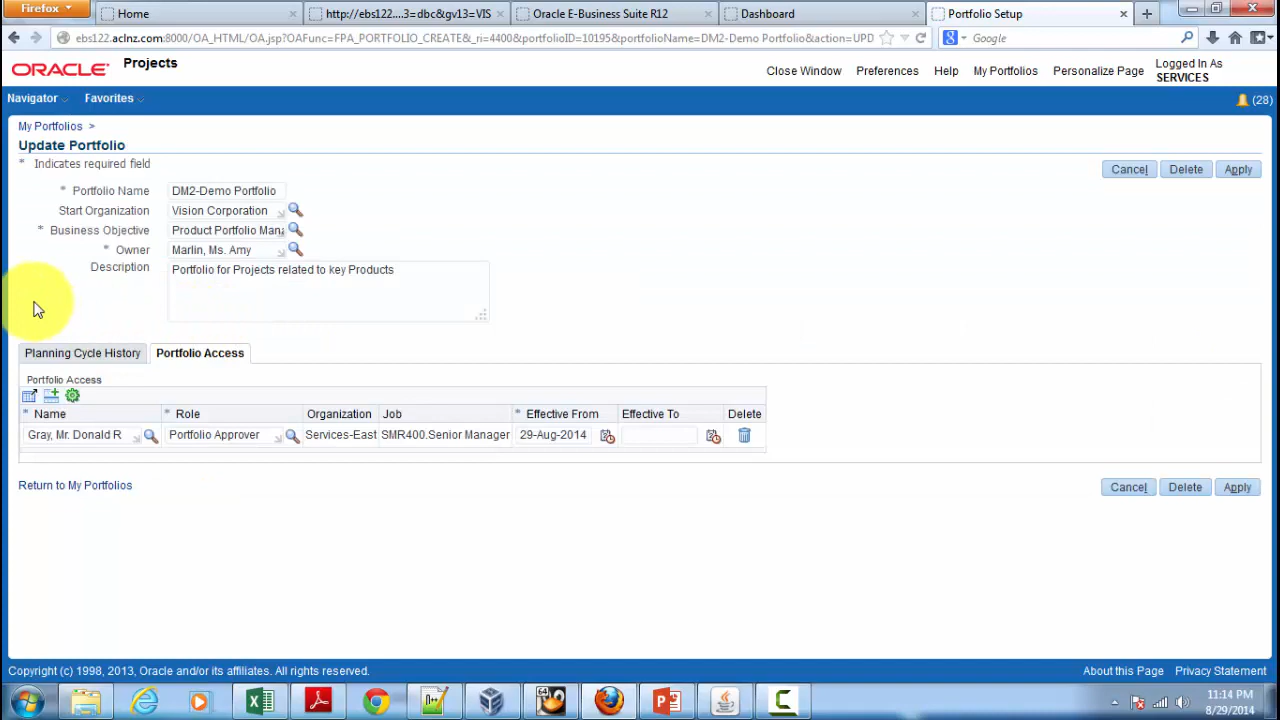 Firefox
Home
http://ebs122....3=dbc&gv13=VIS
Oracle E-Business Suite R12
Dashboard
Portfolio Setup
ebs122.aclnz.com:8000/OA_HTML/OA.jsp?OAFunc=FPA_PORTFOLIO_CREATE&_ri=4400&portfolioID=10195&portfolioName=DM2-Demo Portfolio&action=UPD
Google
ORACLE Projects
Logged In As
SERVICES
Close Window Preferences Help My Portfolios Personalize Page
Navigator Favorites (28)
My Portfolios >
Update Portfolio
* Indicates required field
Cancel Delete Apply
* Portfolio Name DM2-Demo Portfolio
Start Organization Vision Corporation
* Business Objective Product Portfolio Mana
* Owner Marlin, Ms. Amy
Description Portfolio for Projects related to key Products
Planning Cycle History Portfolio Access
Portfolio Access
* Name * Role Organization Job * Effective From Effective To Delete
Gray, Mr. Donald R Portfolio Approver Services-East SMR400.Senior Manager 29-Aug-2014
Return to My Portfolios
Cancel Delete Apply
Copyright (c) 1998, 2013, Oracle and/or its affiliates. All rights reserved.
About this Page Privacy Statement
11:14 PM
8/29/2014